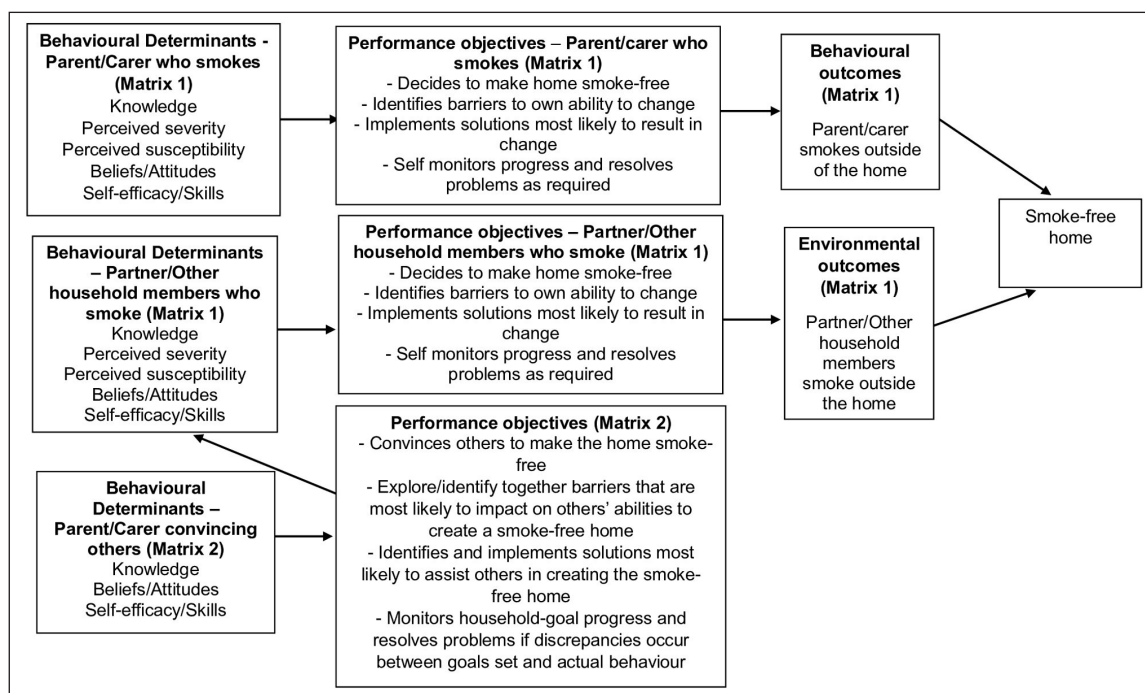 Behavioural Determinants -
Parent/Carer who smokes
(Matrix 1)
Knowledge
Perceived severity
Perceived susceptibility
Beliefs/Attitudes
Self-efficacy/Skills
Performance objectives – Parent/carer who
smokes (Matrix 1)
- Decides to make home smoke-free
- Identifies barriers to own ability to change
- Implements solutions most likely to result in
change
- Self monitors progress and resolves
problems as required
Behavioural
outcomes
(Matrix 1)
Parent/carer
smokes outside
of the home
Smoke-free
home
Behavioural Determinants
– Partner/Other
household members who
smoke (Matrix 1)
Knowledge
Perceived severity
Perceived susceptibility
Beliefs/Attitudes
Self-efficacy/Skills
Performance objectives – Partner/Other
household members who smoke (Matrix 1)
- Decides to make home smoke-free
- Identifies barriers to own ability to change
- Implements solutions most likely to result in
change
- Self monitors progress and resolves
problems as required
Environmental
outcomes
(Matrix 1)
Partner/Other
household
members
smoke outside
the home
Behavioural
Determinants –
Parent/Carer convincing
others (Matrix 2)
Knowledge
Beliefs/Attitudes
Self-efficacy/Skills
Performance objectives (Matrix 2)
- Convinces others to make the home smoke-
free
- Explore/identify together barriers that are
most likely to impact on others’ abilities to
create a smoke-free home
- Identifies and implements solutions most
likely to assist others in creating the smoke-
free home
- Monitors household-goal progress and
resolves problems if discrepancies occur
between goals set and actual behaviour